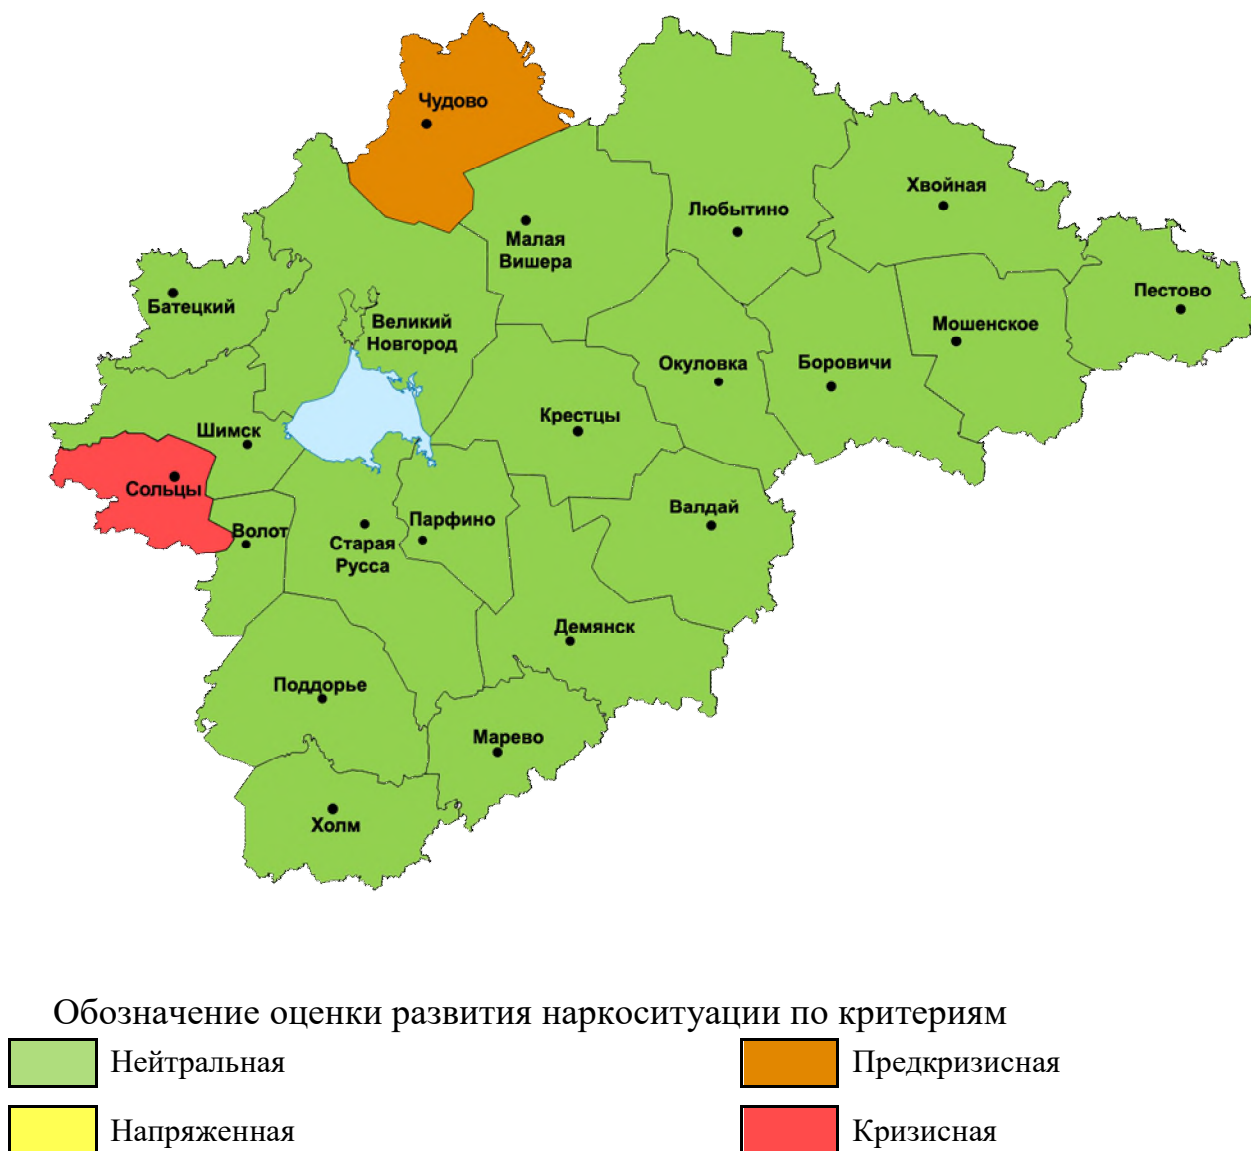 Чудово
Хвойная
Любытино
Малая
Вишера
Пестово
Батецкий
Великий
Новгород
Мошенское
Окуловка
Боровичи
Крестцы
Шимск
Сольцы
Валдай
Парфино
Волот
Старая
Русса
Демянск
Поддорье
Марево
Холм
Обозначение оценки развития наркоситуации по критериям
Нейтральная
Предкризисная
Напряженная
Кризисная